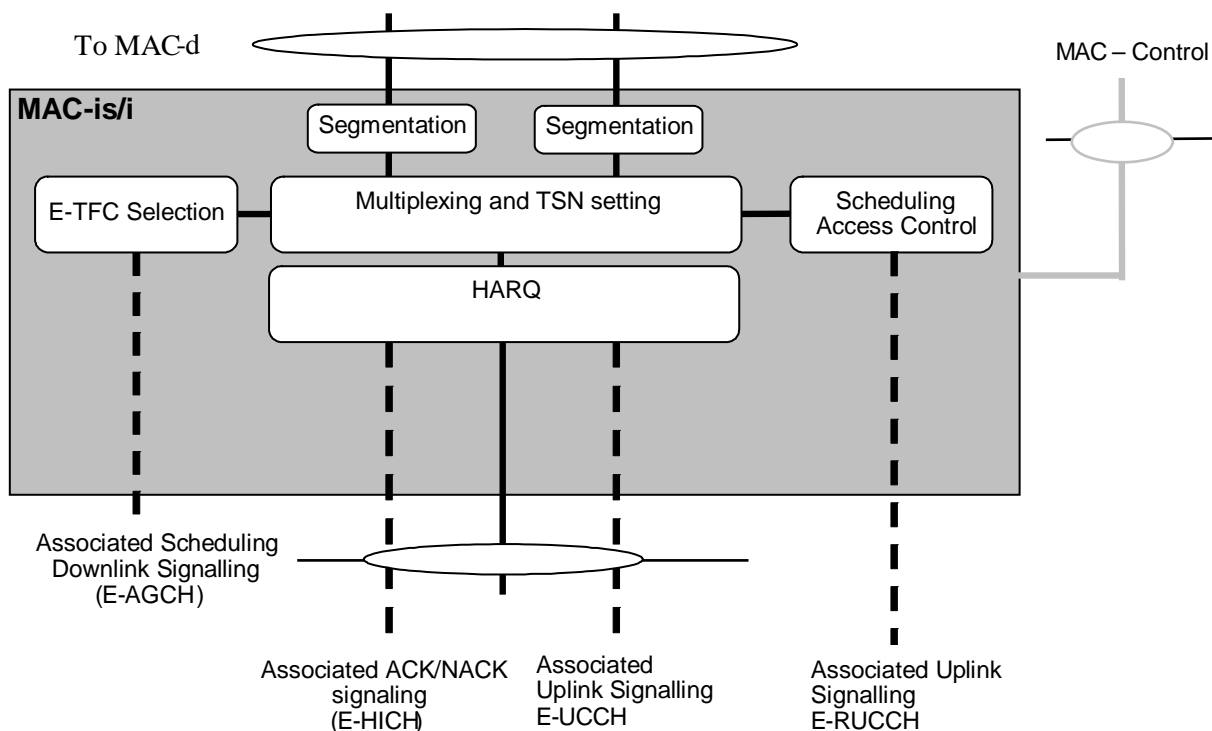 To MAC-d
MAC – Control
MAC-is/i
Segmentation
Segmentation
E-TFC Selection
Multiplexing and TSN setting
Scheduling
Access Control
HARQ
Associated Scheduling
Downlink Signalling
(E-AGCH)
Associated ACK/NACK
signaling
(E-HICH)
Associated
Uplink Signalling
E-UCCH
Associated Uplink
Signalling
E-RUCCH